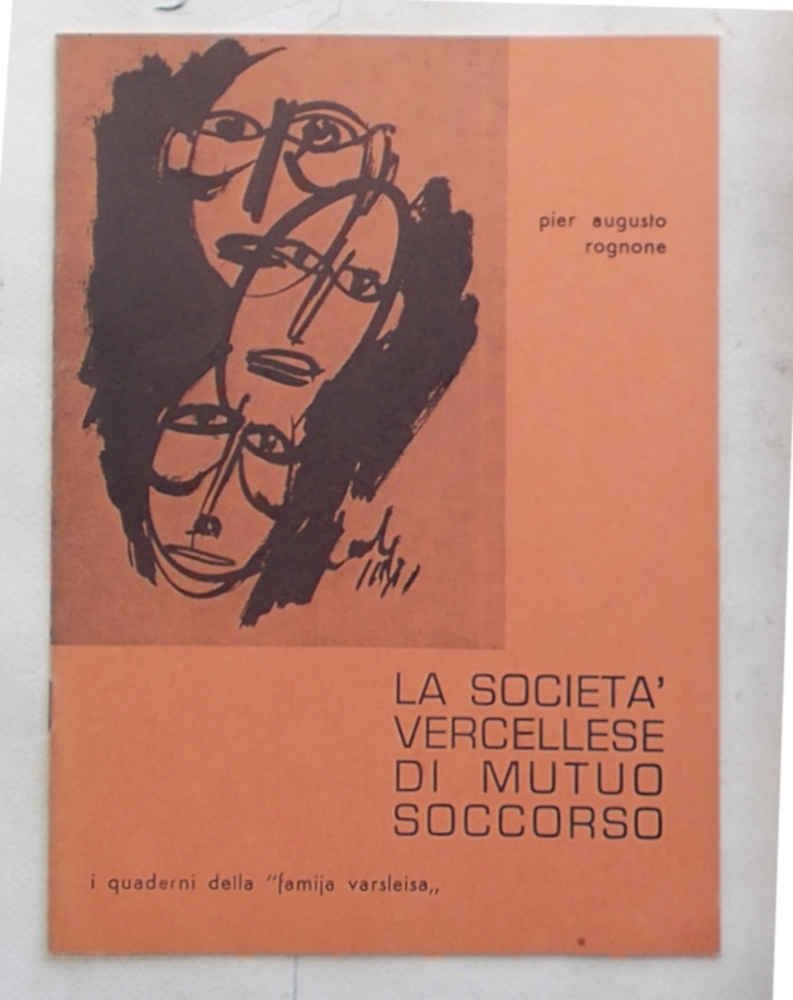 pier augusto
rognone
LA SOCIETA'
VERCELLESE
DI MUTUO
SOCCORSO
i quaderni della "famija varsleisa„